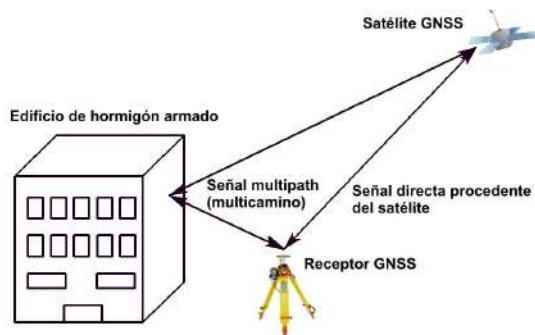 Satélite GNSS
Edificio de hormigón armado
Señal multipath
(multicamino)
Señal directa procedente
del satélite
Receptor GNSS